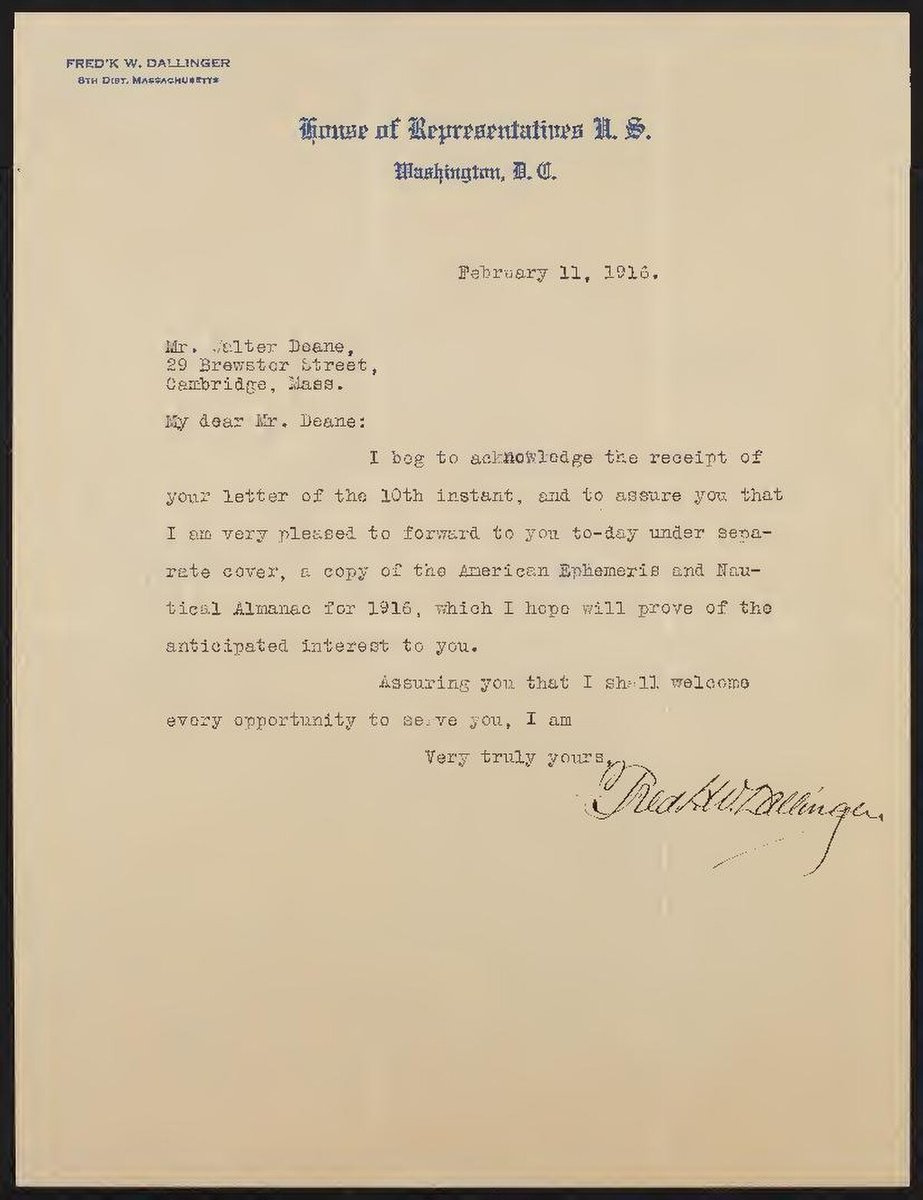 FRED'K W. DALLINGER
8TH DIST. MASSACHUSETTS
House of Representatives U. S.
Washington, D. C.
February 11, 1916.
Mr. Walter Deane,
29 Brewster Street,
Cambridge, Mass.
My dear Mr. Deane:
I beg to acknowledge the receipt of
your letter of the 10th instant, and to assure you that
I am very pleased to forward to you to-day under sepa-
rate cover, a copy of the American Ephemeris and Nau-
tical Almanac for 1916, which I hope will prove of the
anticipated interest to you.
Assuring you that I shall welcome
every opportunity to serve you, I am
Very truly yours,
Fred'k W. Dallinger.